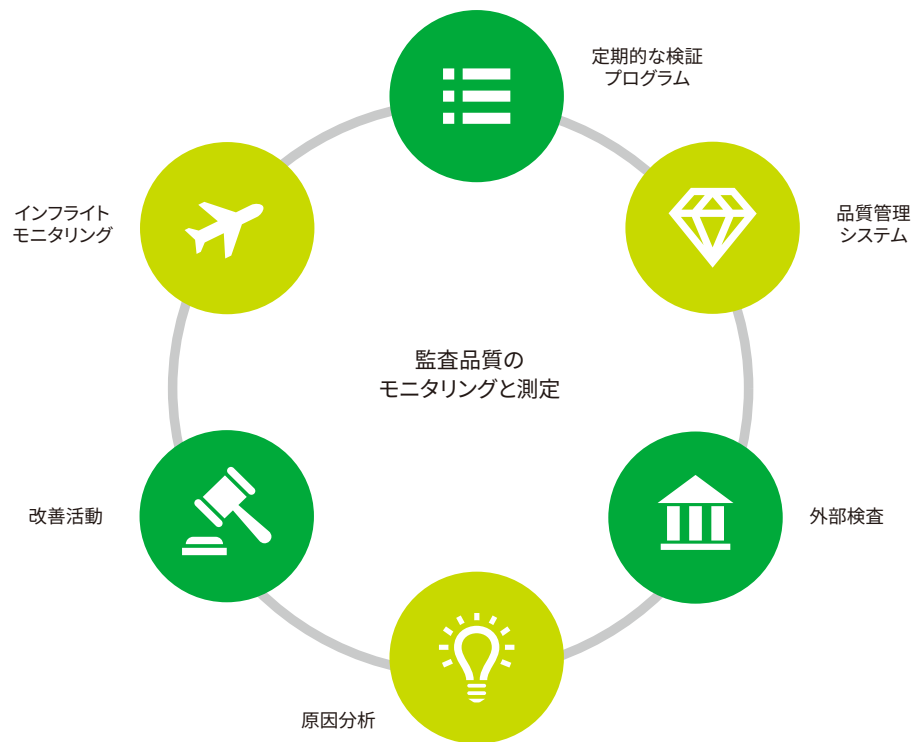 定期的な検証
プログラム
インフライト
モニタリング
品質管理
システム
監査品質の
モニタリングと測定
改善活動
外部検査
原因分析